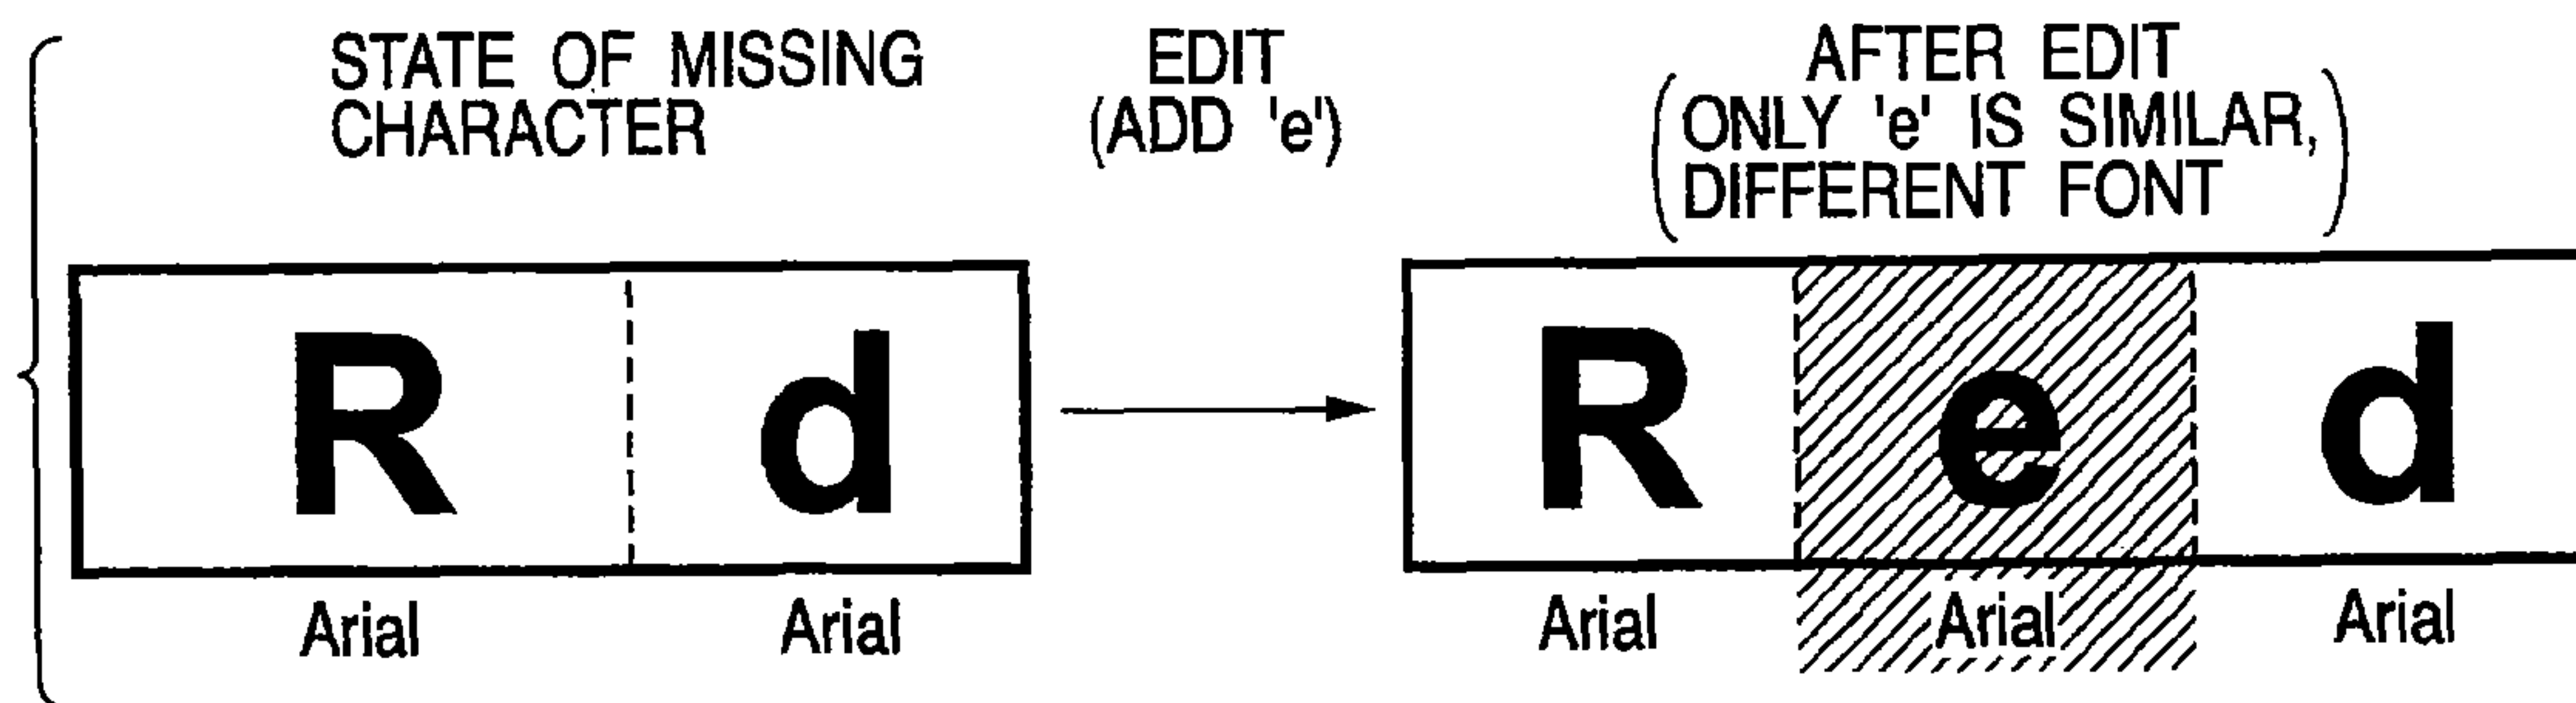 STATE OF MISSING
CHARACTER
EDIT
(ADD 'e')
AFTER EDIT
(ONLY 'e' IS SIMILAR,
DIFFERENT FONT)
R d
Arial Arial
R e d
Arial Arial Arial